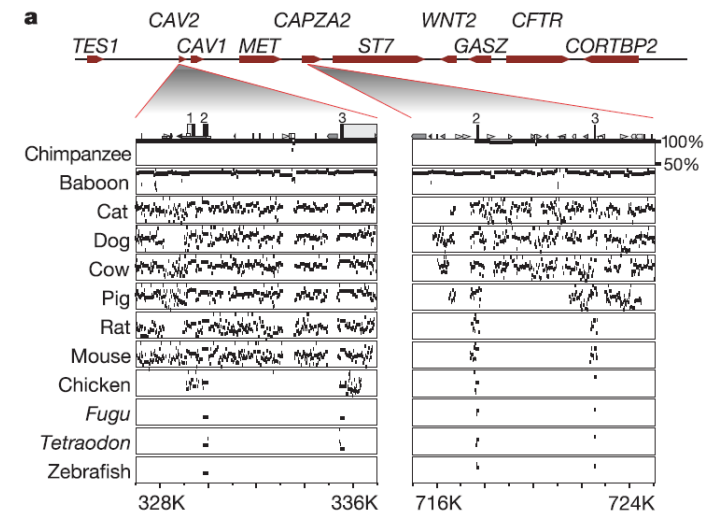 a
CAV2 CAPZA2 WNT2 CFTR
TES1 CAV1 MET ST7 GASZ CORTBP2
1 2 3 2 3
100%
50%
Chimpanzee
Baboon
Cat
Dog
Cow
Pig
Rat
Mouse
Chicken
Fugu
Tetraodon
Zebrafish
328K 336K 716K 724K